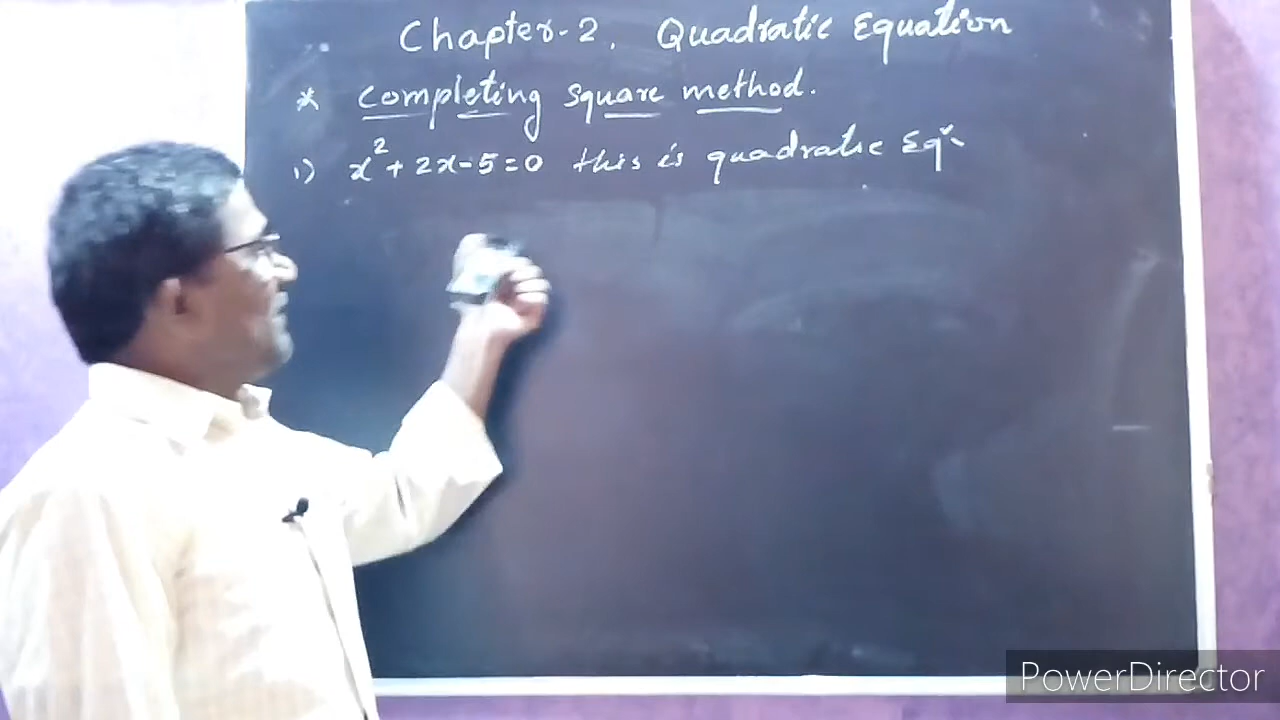 Chapter-2. Quadratic Equation
* completing square method.
1) x² + 2x - 5 = 0 this is quadratic Eqn
PowerDirector